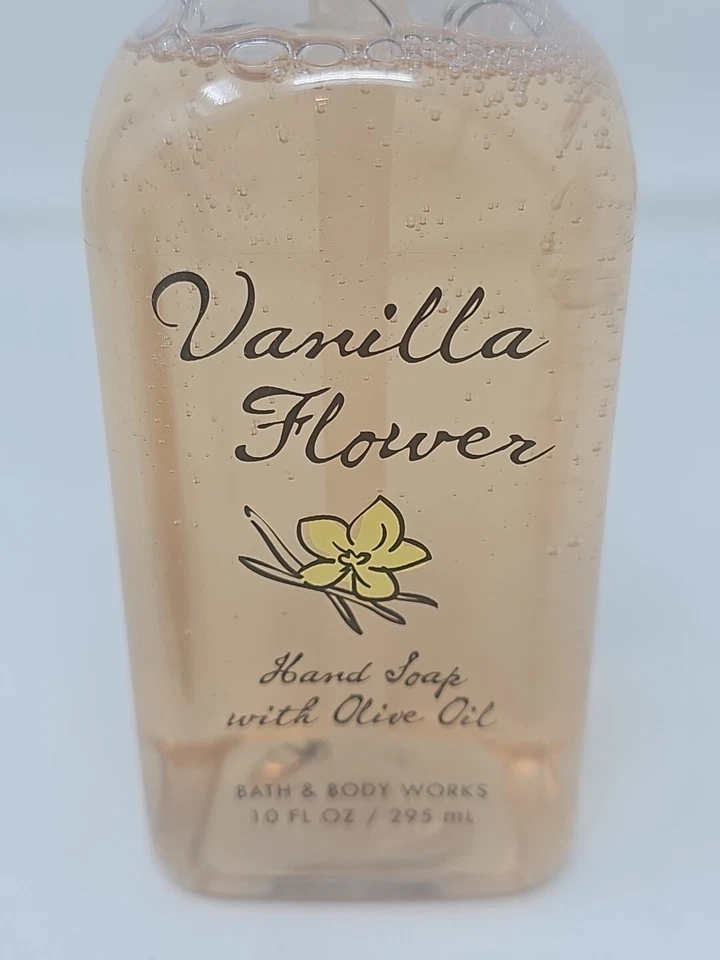 Vanilla
Flower
Hand Soap
with Olive Oil
BATH & BODY WORKS
10 FL OZ / 295 mL